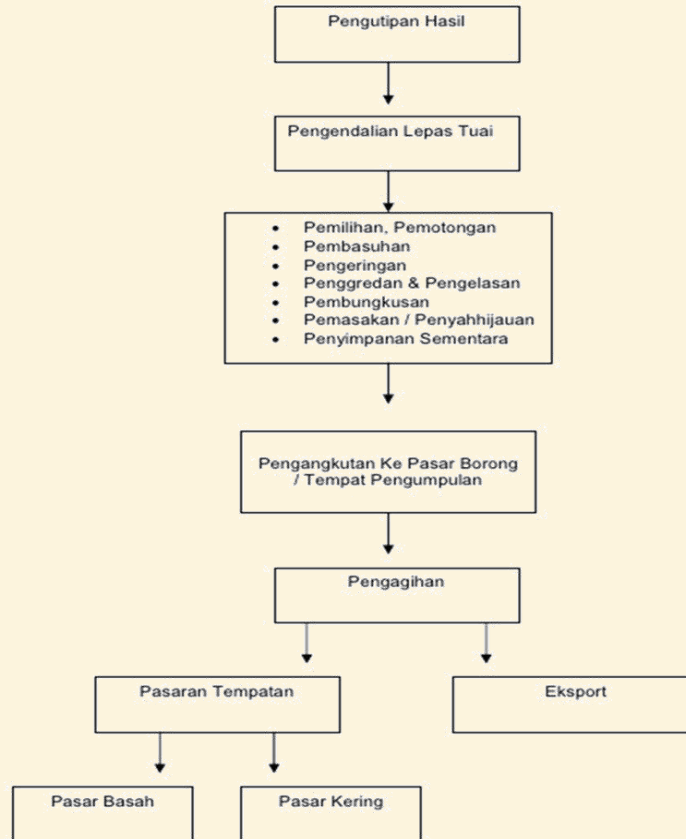 Pengutipan Hasil
Pengendalian Lepas Tuai
• Pemilihan, Pemotongan
• Pembasuhan
• Pengeringan
• Penggredan & Pengelasan
• Pembungkusan
• Pemasakan / Penyahhijauan
• Penyimpanan Sementara
Pengangkutan Ke Pasar Borong
/ Tempat Pengumpulan
Pengagihan
Pasaran Tempatan
Eksport
Pasar Basah
Pasar Kering